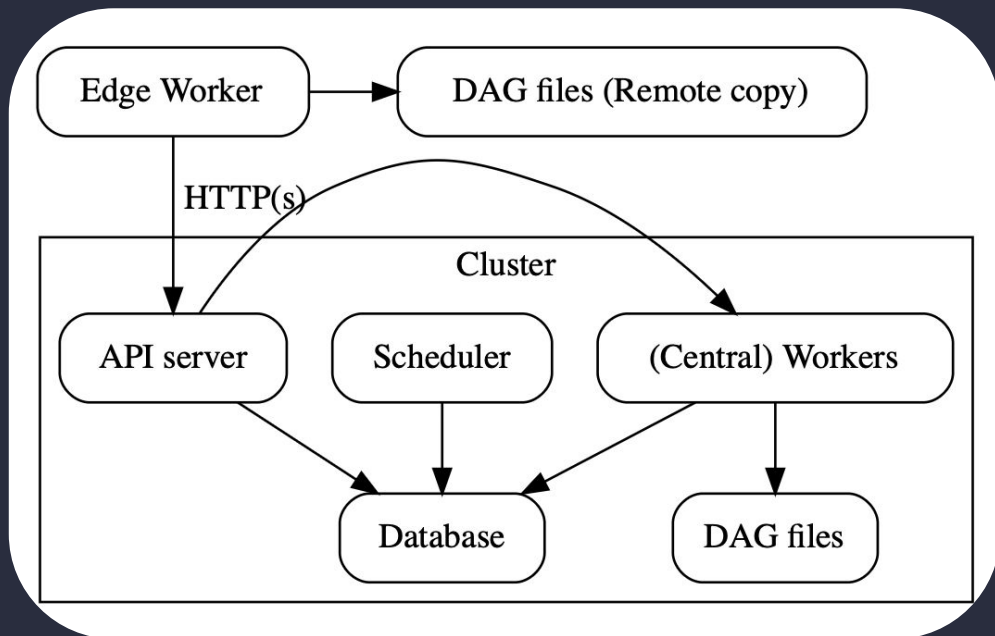 Edge Worker
DAG files (Remote copy)
HTTP(s)
Cluster
API server
Scheduler
(Central) Workers
Database
DAG files